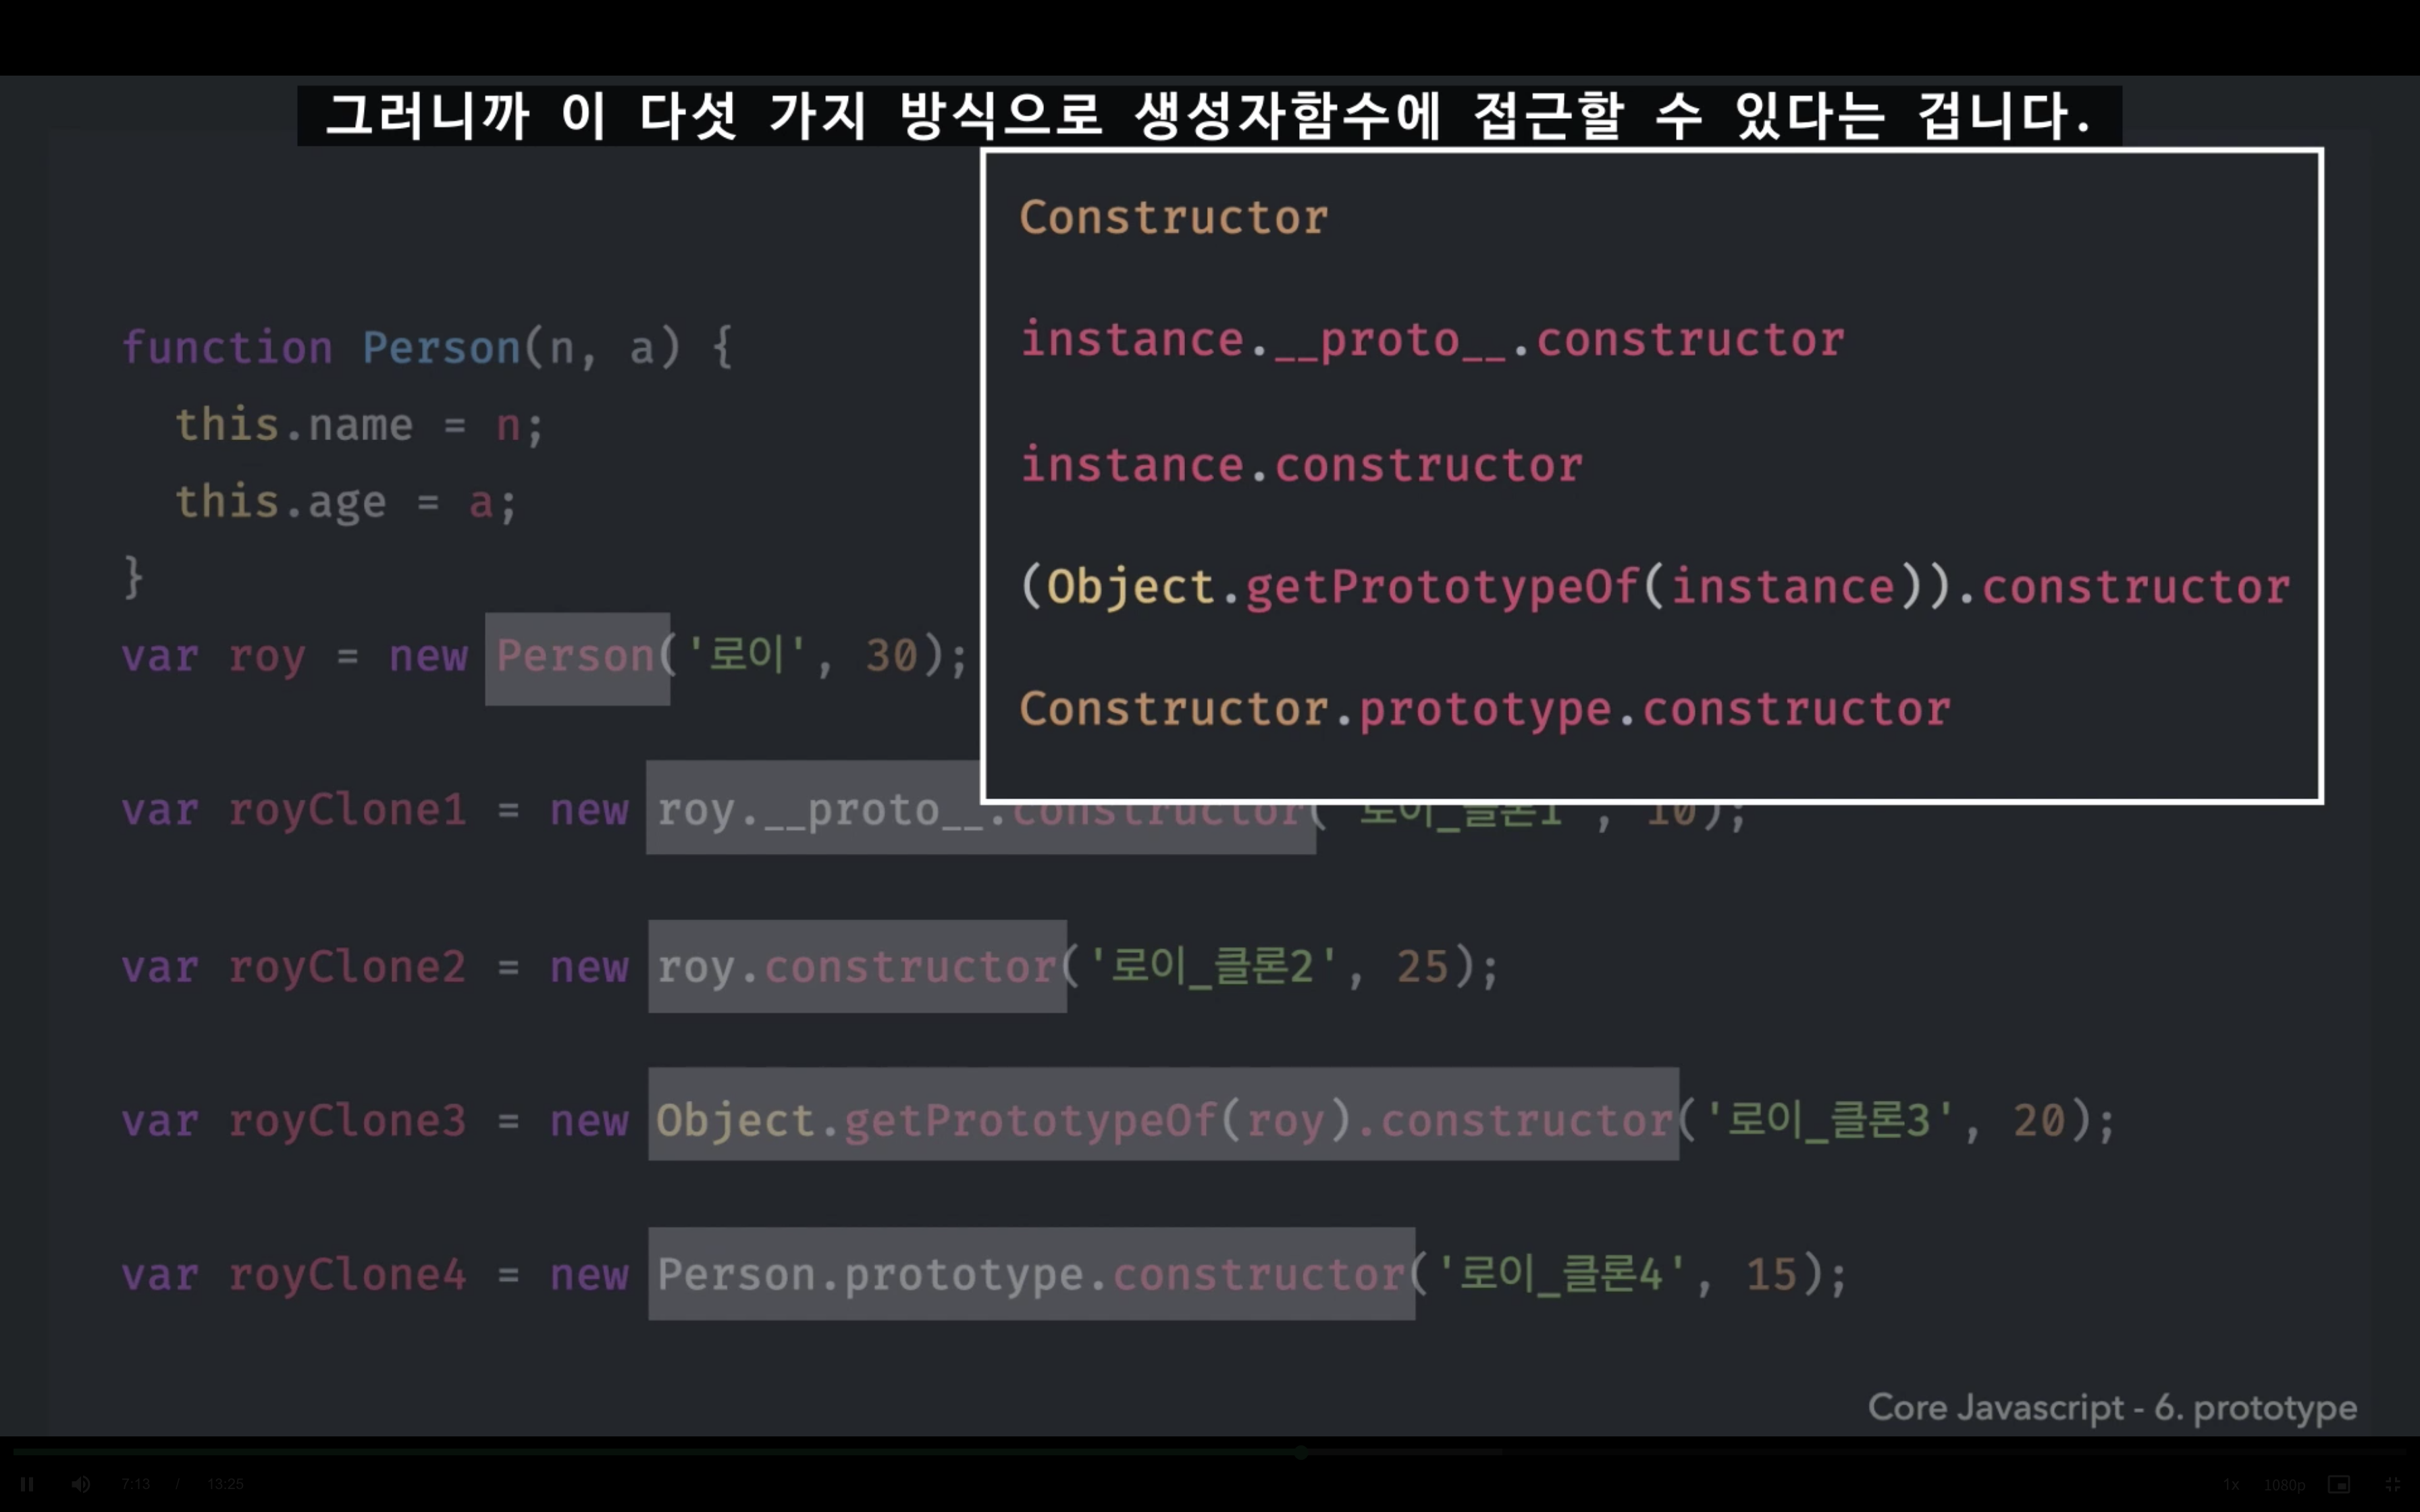 그러니까 이 다섯 가지 방식으로 생성자함수에 접근할 수 있다는 겁니다.
Constructor
instance.__proto__.constructor
instance.constructor
(Object.getPrototypeOf(instance)).constructor
Constructor.prototype.constructor
function Person(n, a) {
this.name = n;
this.age = a;
}
var roy = new Person('로이', 30);
var royClone1 = new roy.__proto__.constructor( 로이_클론1 , 10);
var royClone2 = new roy.constructor('로이_클론2', 25);
var royClone3 = new Object.getPrototypeOf(roy).constructor('로이_클론3', 20);
var royClone4 = new Person.prototype.constructor('로이_클론4', 15);
Core Javascript - 6. prototype
7:13 / 13:25
1x 1080p